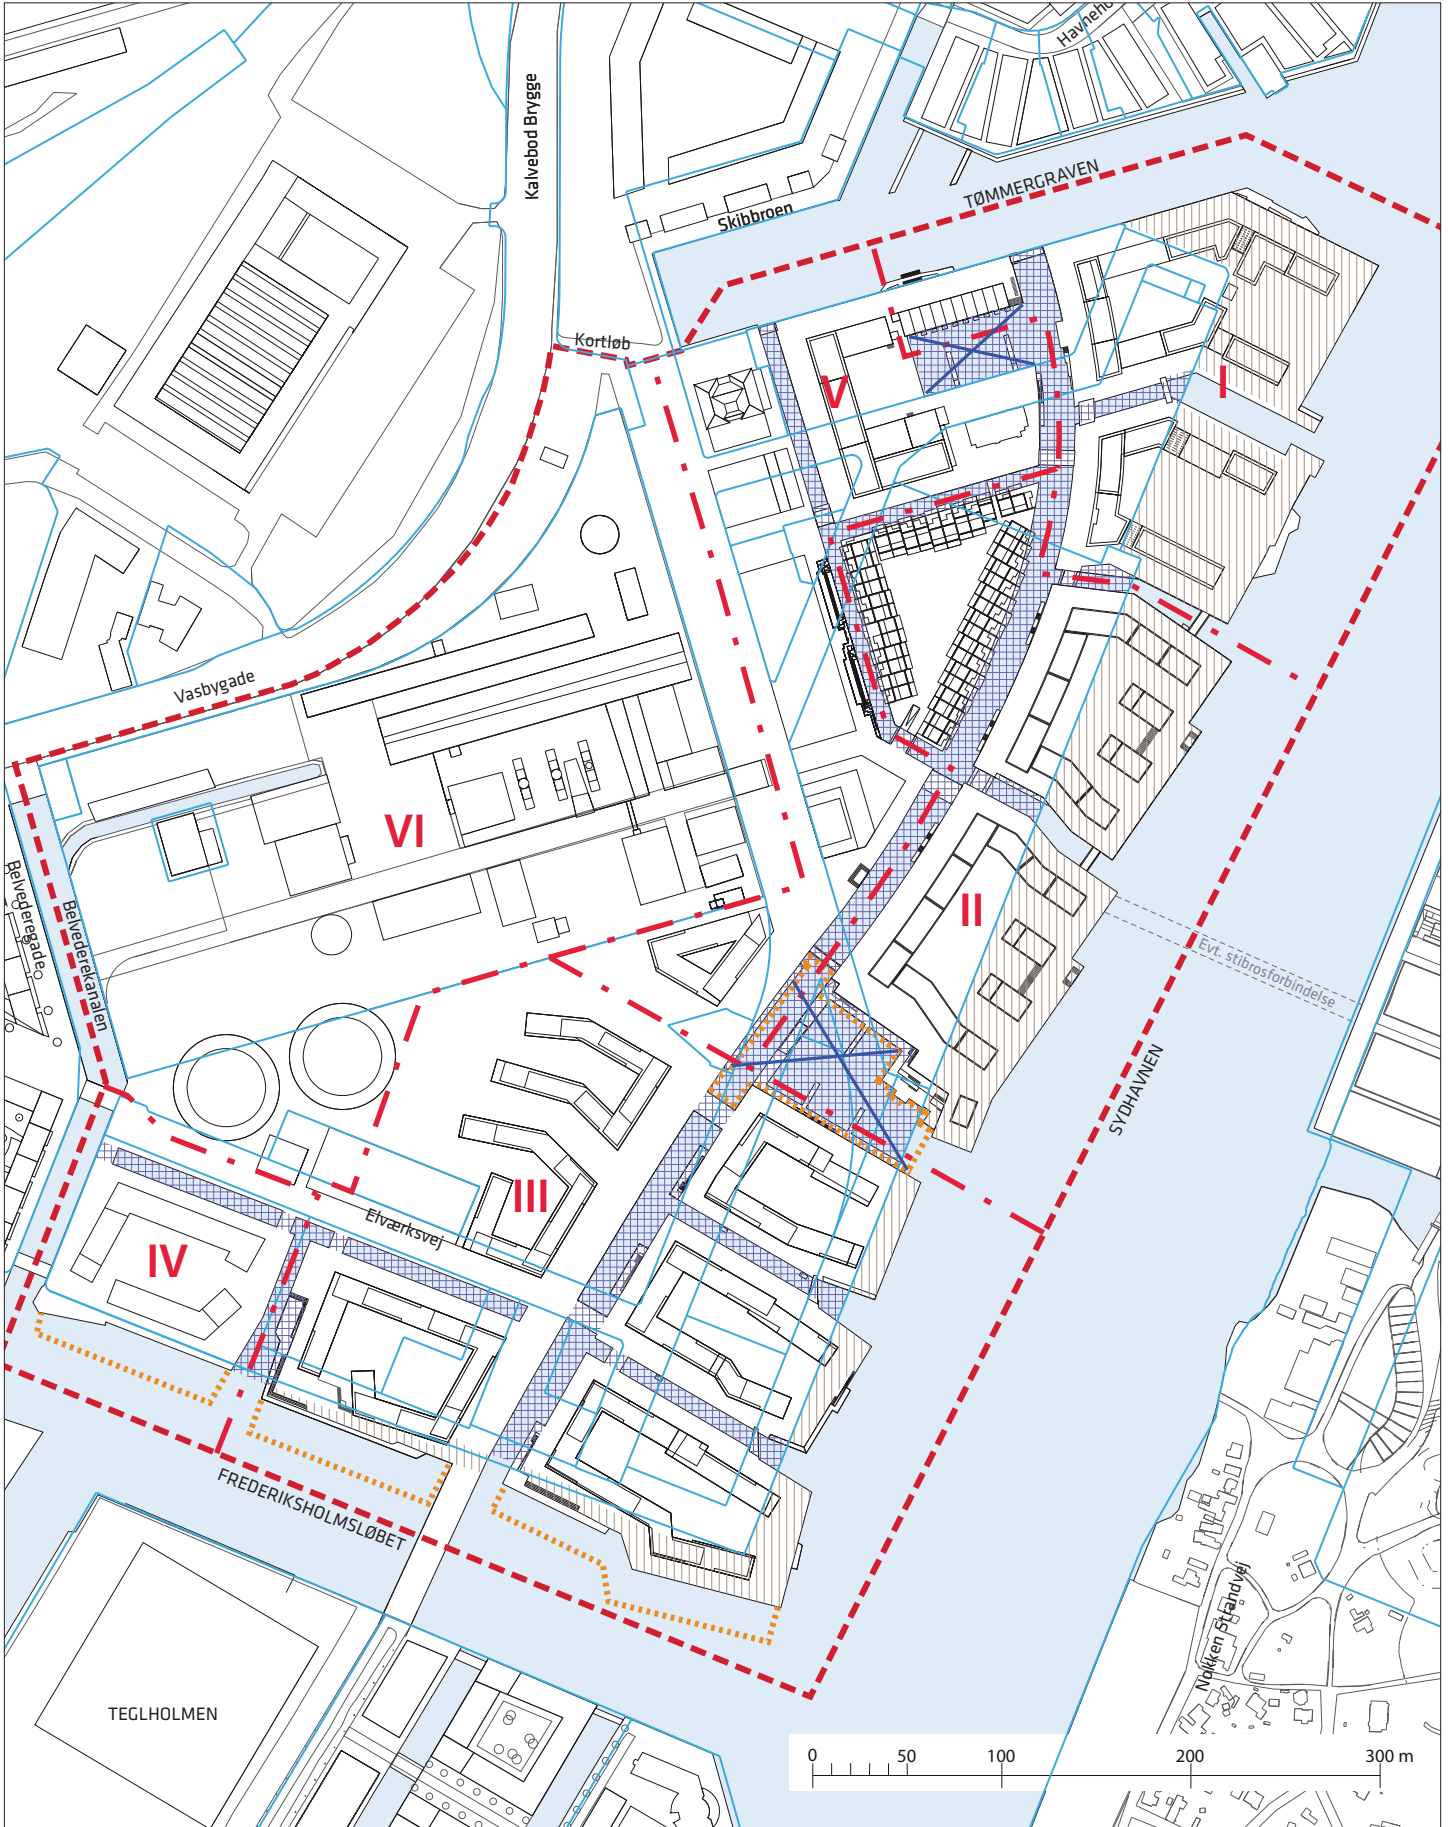 Havneho
Kalvebod Brygge
TØMMERGRAVEN
Skibbroen
Kortløb
V
I
Vasbygade
VI
Belvederegade
Belvederekanalen
II
Evt. stibrosforbindelse
SYDHAVNEN
III
Elværksvej
IV
FREDERIKSHOLMSLØBET
Nokken Strandvej
TEGLHOLMEN
0 50 100 200 300 m